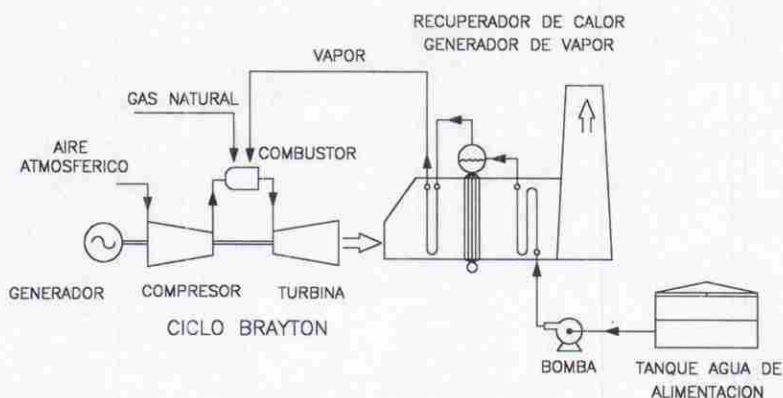 RECUPERADOR DE CALOR
GENERADOR DE VAPOR
VAPOR
GAS NATURAL
AIRE
ATMOSFERICO
COMBUSTOR
GENERADOR
COMPRESOR
TURBINA
CICLO BRAYTON
BOMBA
TANQUE AGUA DE
ALIMENTACION